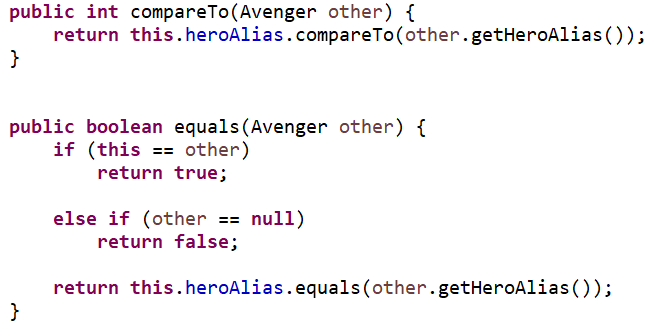 public int compareTo(Avenger other) {
    return this.heroAlias.compareTo(other.getHeroAlias());
}
public boolean equals(Avenger other) {
    if (this == other)
        return true;
    else if (other == null)
        return false;
    return this.heroAlias.equals(other.getHeroAlias());
}